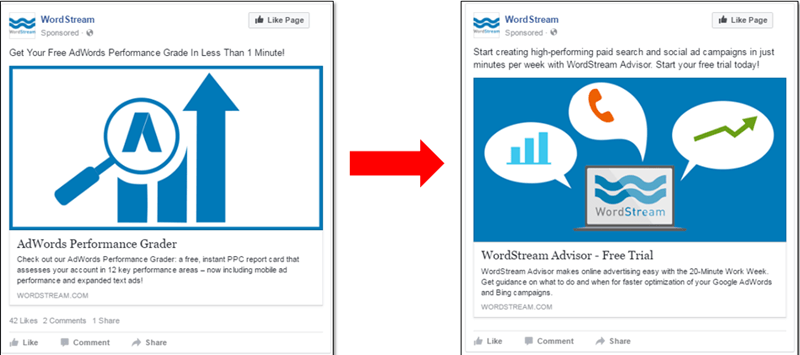 WordStream
Sponsored ·
Like Page
WordStream
Get Your Free AdWords Performance Grade In Less Than 1 Minute!
AdWords Performance Grader
Check out our AdWords Performance Grader: a free, instant PPC report card that
assesses your account in 12 key performance areas – now including mobile ad
performance and expanded text ads!
WORDSTREAM.COM
42 Likes 2 Comments 1 Share
Like Comment Share
WordStream
Sponsored ·
Like Page
WordStream
Start creating high-performing paid search and social ad campaigns in just
minutes per week with WordStream Advisor. Start your free trial today!
WordStream
WordStream Advisor - Free Trial
WordStream Advisor makes online advertising easy with the 20-Minute Work Week.
Get guidance on what to do and when for faster optimization of your Google AdWords
and Bing campaigns.
WORDSTREAM.COM
Like Comment Share